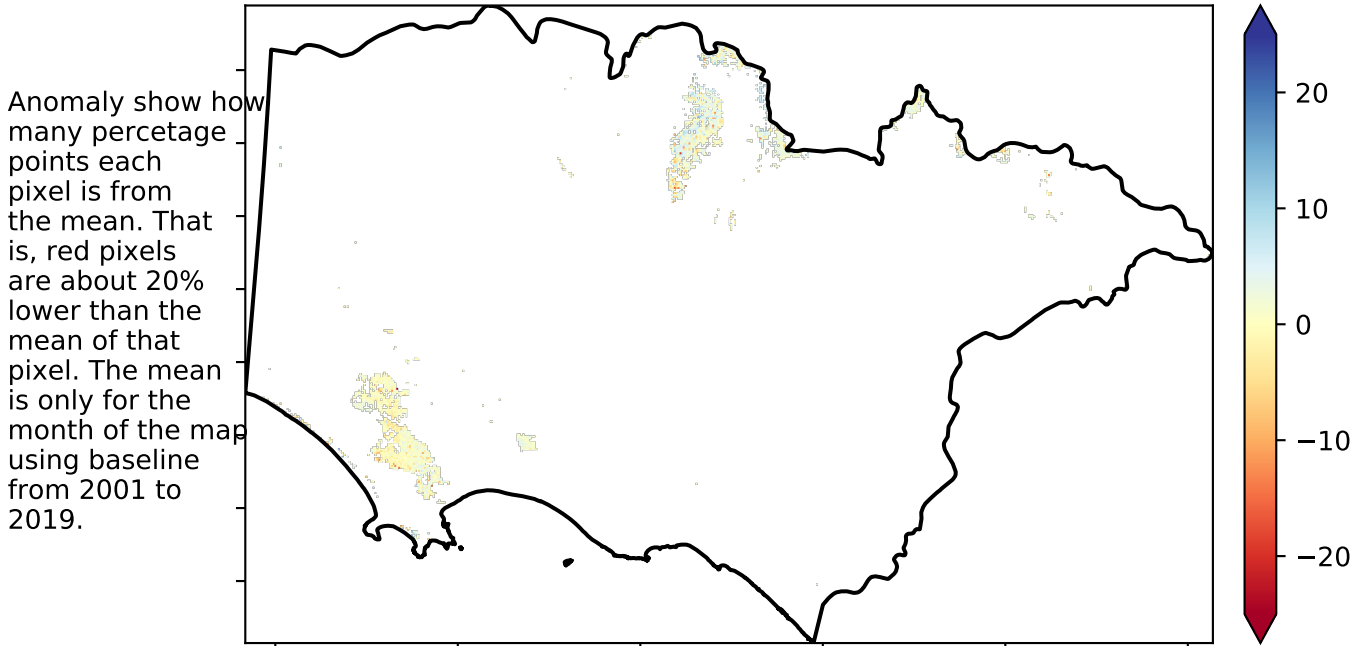 Anomaly show how
many percetage
points each
pixel is from
the mean. That
is, red pixels
are about 20%
lower than the
mean of that
pixel. The mean
is only for the
month of the map
using baseline
from 2001 to
2019.
20
10
0
−10
−20